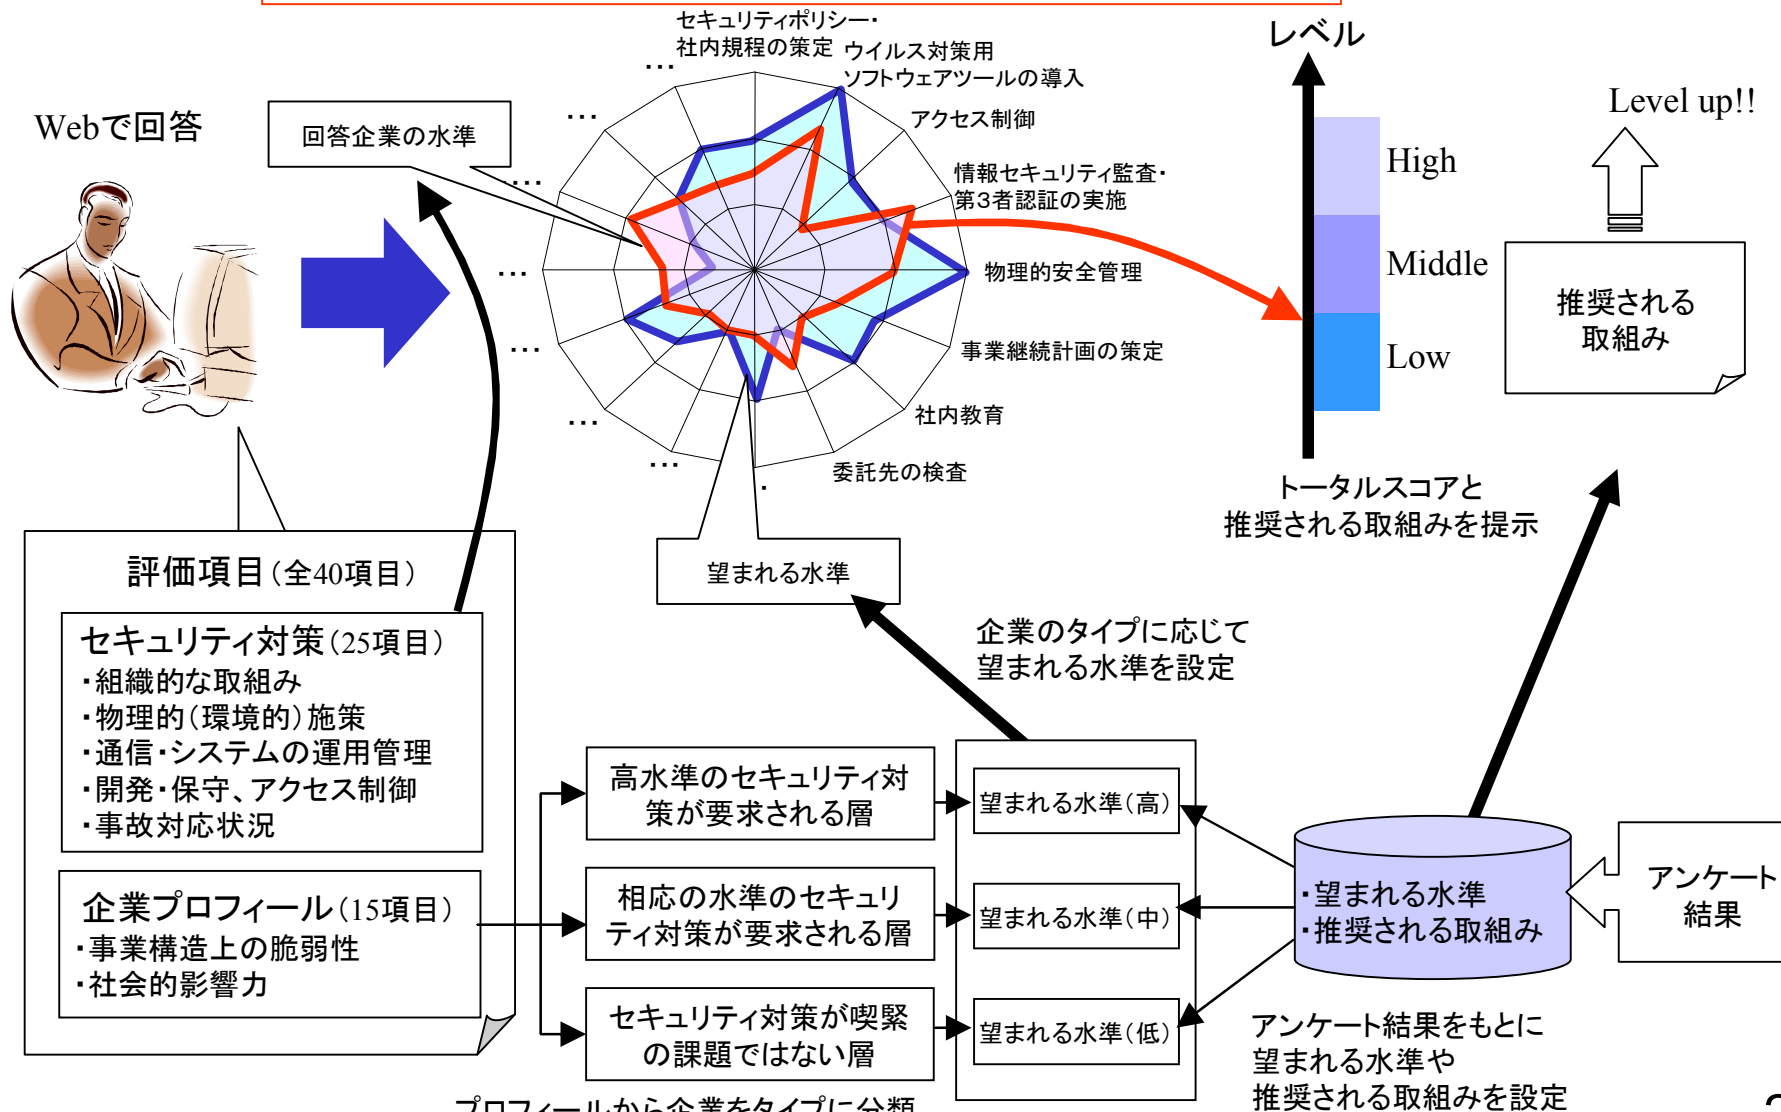 セキュリティポリシー・
社内規程の策定
ウイルス対策用
ソフトウェアツールの導入
アクセス制御
情報セキュリティ監査・
第3者認証の実施
物理的安全管理
事業継続計画の策定
社内教育
委託先の検査
・
…
…
…
…
…
…
…
Webで回答
回答企業の水準
望まれる水準
レベル
High
Middle
Low
Level up!!
推奨される
取組み
トータルスコアと
推奨される取組みを提示
評価項目(全40項目)
セキュリティ対策(25項目)
・組織的な取組み
・物理的(環境的)施策
・通信・システムの運用管理
・開発・保守、アクセス制御
・事故対応状況
企業プロフィール(15項目)
・事業構造上の脆弱性
・社会的影響力
企業のタイプに応じて
望まれる水準を設定
高水準のセキュリティ対
策が要求される層
相応の水準のセキュリ
ティ対策が要求される層
セキュリティ対策が喫緊
の課題ではない層
望まれる水準(高)
望まれる水準(中)
望まれる水準(低)
・望まれる水準
・推奨される取組み
アンケート
結果
アンケート結果をもとに
望まれる水準や
推奨される取組みを設定
プロフィールから企業をタイプに分類